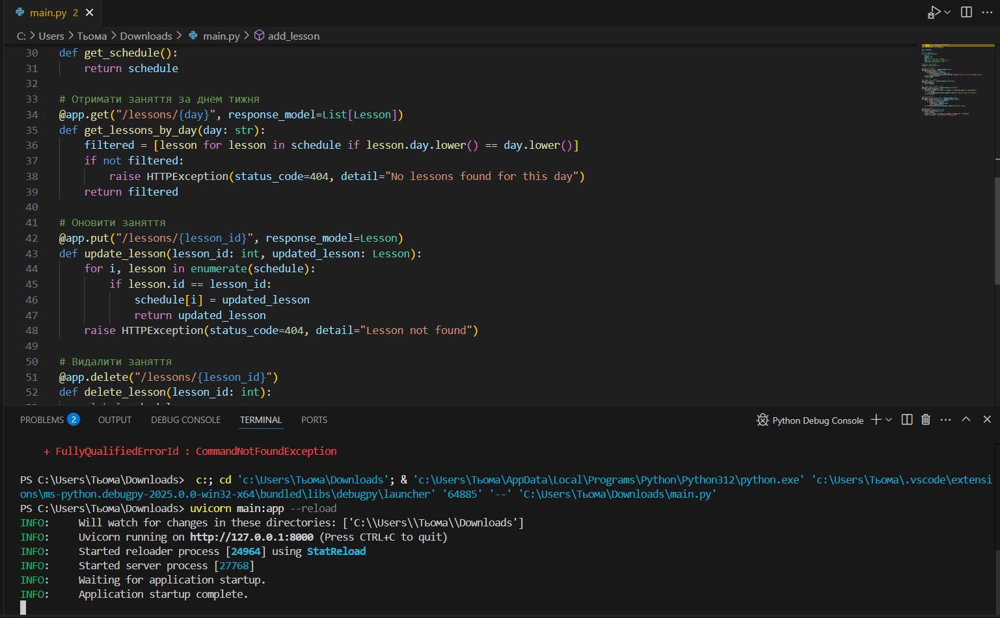 main.py 2
C: > Users > Тьома > Downloads > main.py > add_lesson
30 def get_schedule():
31     return schedule
32
33 # Отримати заняття за днем тижня
34 @app.get("/lessons/{day}", response_model=List[Lesson])
35 def get_lessons_by_day(day: str):
36     filtered = [lesson for lesson in schedule if lesson.day.lower() == day.lower()]
37     if not filtered:
38         raise HTTPException(status_code=404, detail="No lessons found for this day")
39     return filtered
40
41 # Оновити заняття
42 @app.put("/lessons/{lesson_id}", response_model=Lesson)
43 def update_lesson(lesson_id: int, updated_lesson: Lesson):
44     for i, lesson in enumerate(schedule):
45         if lesson.id == lesson_id:
46             schedule[i] = updated_lesson
47             return updated_lesson
48     raise HTTPException(status_code=404, detail="Lesson not found")
49
50 # Видалити заняття
51 @app.delete("/lessons/{lesson_id}")
52 def delete_lesson(lesson_id: int):
PROBLEMS 2 OUTPUT DEBUG CONSOLE TERMINAL PORTS Python Debug Console
+ FullyQualifiedErrorId : CommandNotFoundException
PS C:\Users\Тьома\Downloads>  c:; cd 'c:\Users\Тьома\Downloads'; & 'c:\Users\Тьома\AppData\Local\Programs\Python\Python312\python.exe' 'c:\Users\Тьома\.vscode\extensi
ons\ms-python.debugpy-2025.0.0-win32-x64\bundled\libs\debugpy\launcher' '64885' '--' 'C:\Users\Тьома\Downloads\main.py'
PS C:\Users\Тьома\Downloads> uvicorn main:app --reload
INFO:     Will watch for changes in these directories: ['C:\\Users\\Тьома\\Downloads']
INFO:     Uvicorn running on http://127.0.0.1:8000 (Press CTRL+C to quit)
INFO:     Started reloader process [24964] using StatReload
INFO:     Started server process [27768]
INFO:     Waiting for application startup.
INFO:     Application startup complete.